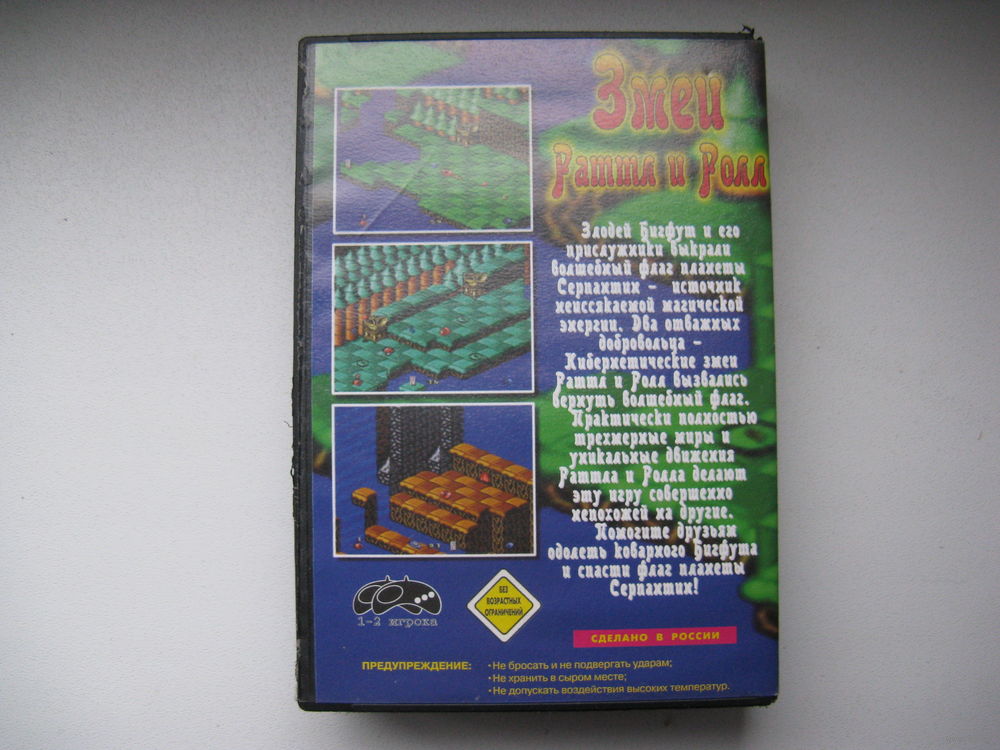 Змеи
Раттл и Ролл
Злодей Бигфут и его
прислужники выкрали
волшебный флаг планеты
Серпантин – источник
неиссякаемой магической
энергии. Два отважных
добровольца –
Кибернетические змеи
Раттл и Ролл вызвались
вернуть волшебный флаг.
Практически полностью
трехмерные миры и
уникальные движения
Раттла и Ролла делают
эту игру совершенно
непохожей на другие.
Помогите друзьям
одолеть коварного Бигфута
и спасти флаг планеты
Серпантин!
1-2 игрока
БЕЗ
ВОЗРАСТНЫХ
ОГРАНИЧЕНИЙ
СДЕЛАНО В РОССИИ
ПРЕДУПРЕЖДЕНИЕ: • Не бросать и не подвергать ударам;
• Не хранить в сыром месте;
• Не допускать воздействия высоких температур.